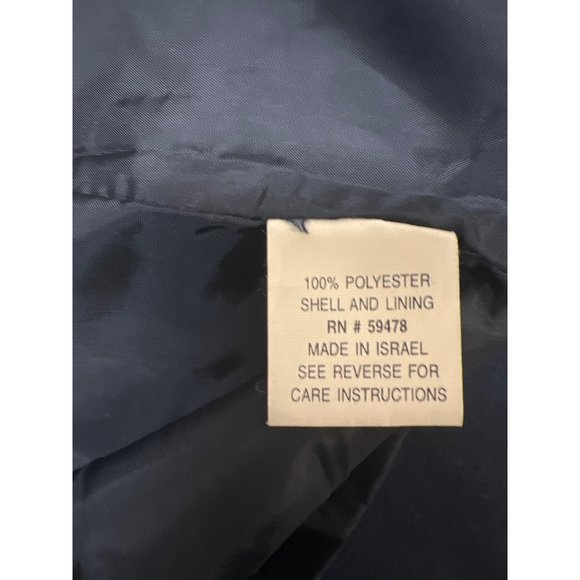 100% POLYESTER
SHELL AND LINING
RN # 59478
MADE IN ISRAEL
SEE REVERSE FOR
CARE INSTRUCTIONS